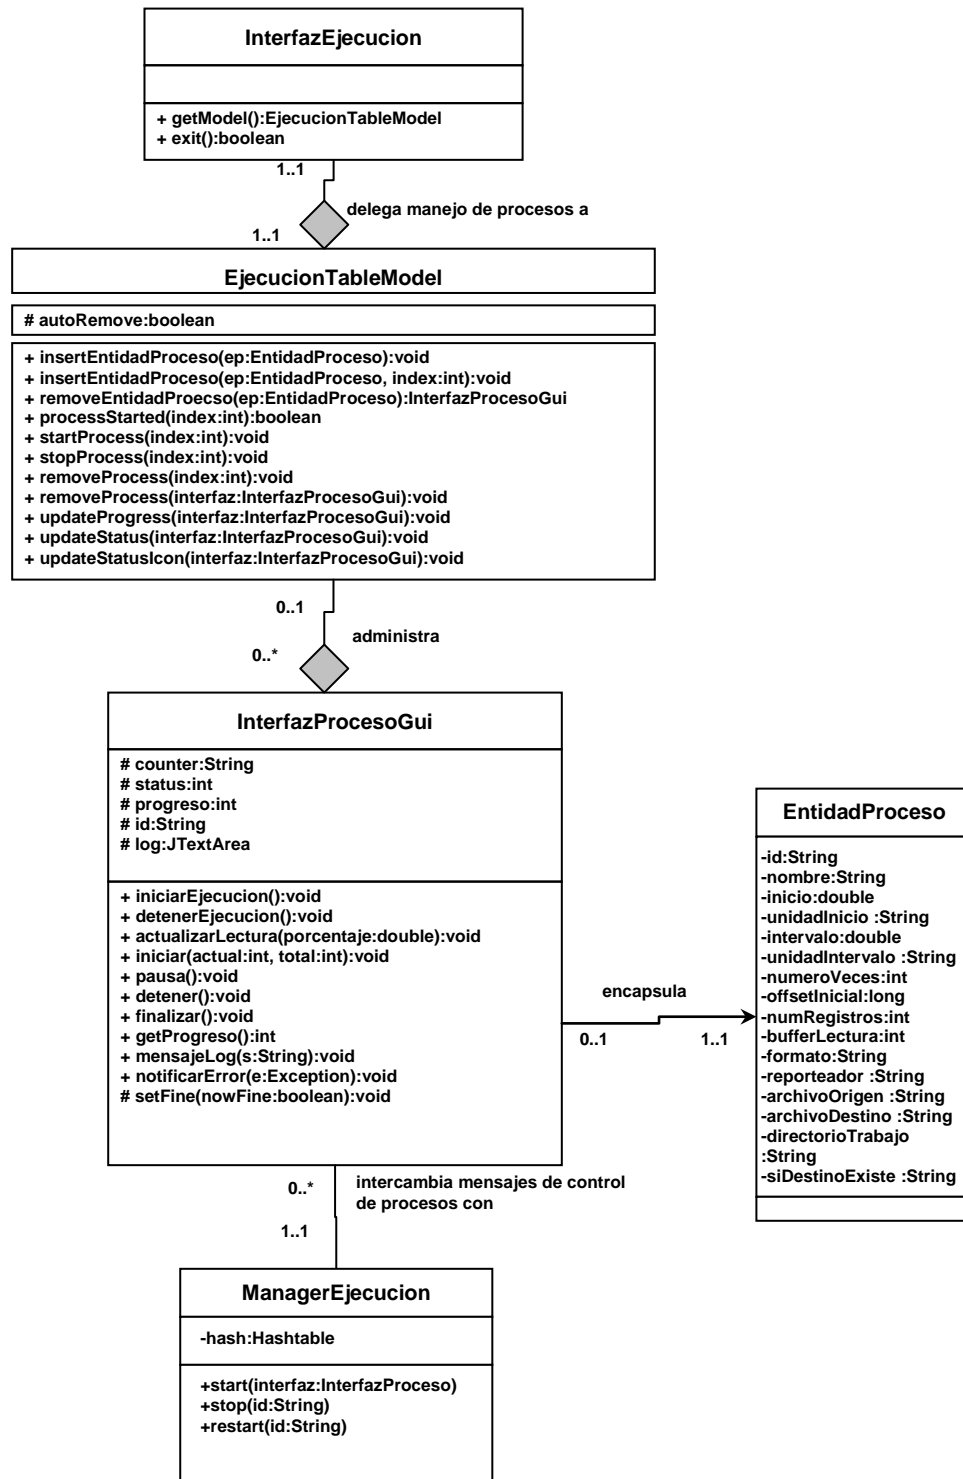 InterfazEjecucion
+ getModel():EjecucionTableModel
+ exit():boolean
1..1
delega manejo de procesos a
1..1
EjecucionTableModel
# autoRemove:boolean
+ insertEntidadProceso(ep:EntidadProceso):void
+ insertEntidadProceso(ep:EntidadProceso, index:int):void
+ removeEntidadProecso(ep:EntidadProceso):InterfazProcesoGui
+ processStarted(index:int):boolean
+ startProcess(index:int):void
+ stopProcess(index:int):void
+ removeProcess(index:int):void
+ removeProcess(interfaz:InterfazProcesoGui):void
+ updateProgress(interfaz:InterfazProcesoGui):void
+ updateStatus(interfaz:InterfazProcesoGui):void
+ updateStatusIcon(interfaz:InterfazProcesoGui):void
0..1
administra
0..*
InterfazProcesoGui
# counter:String
# status:int
# progreso:int
# id:String
# log:JTextArea
+ iniciarEjecucion():void
+ detenerEjecucion():void
+ actualizarLectura(porcentaje:double):void
+ iniciar(actual:int, total:int):void
+ pausa():void
+ detener():void
+ finalizar():void
+ getProgreso():int
+ mensajeLog(s:String):void
+ notificarError(e:Exception):void
# setFine(nowFine:boolean):void
encapsula
0..1
1..1
EntidadProceso
-id:String
-nombre:String
-inicio:double
-unidadInicio :String
-intervalo:double
-unidadIntervalo :String
-numeroVeces:int
-offsetInicial:long
-numRegistros:int
-bufferLectura:int
-formato:String
-reporteador :String
-archivoOrigen :String
-archivoDestino :String
-directorioTrabajo
:String
-siDestinoExiste :String
0..*
intercambia mensajes de control
de procesos con
1..1
ManagerEjecucion
-hash:Hashtable
+start(interfaz:InterfazProceso)
+stop(id:String)
+restart(id:String)